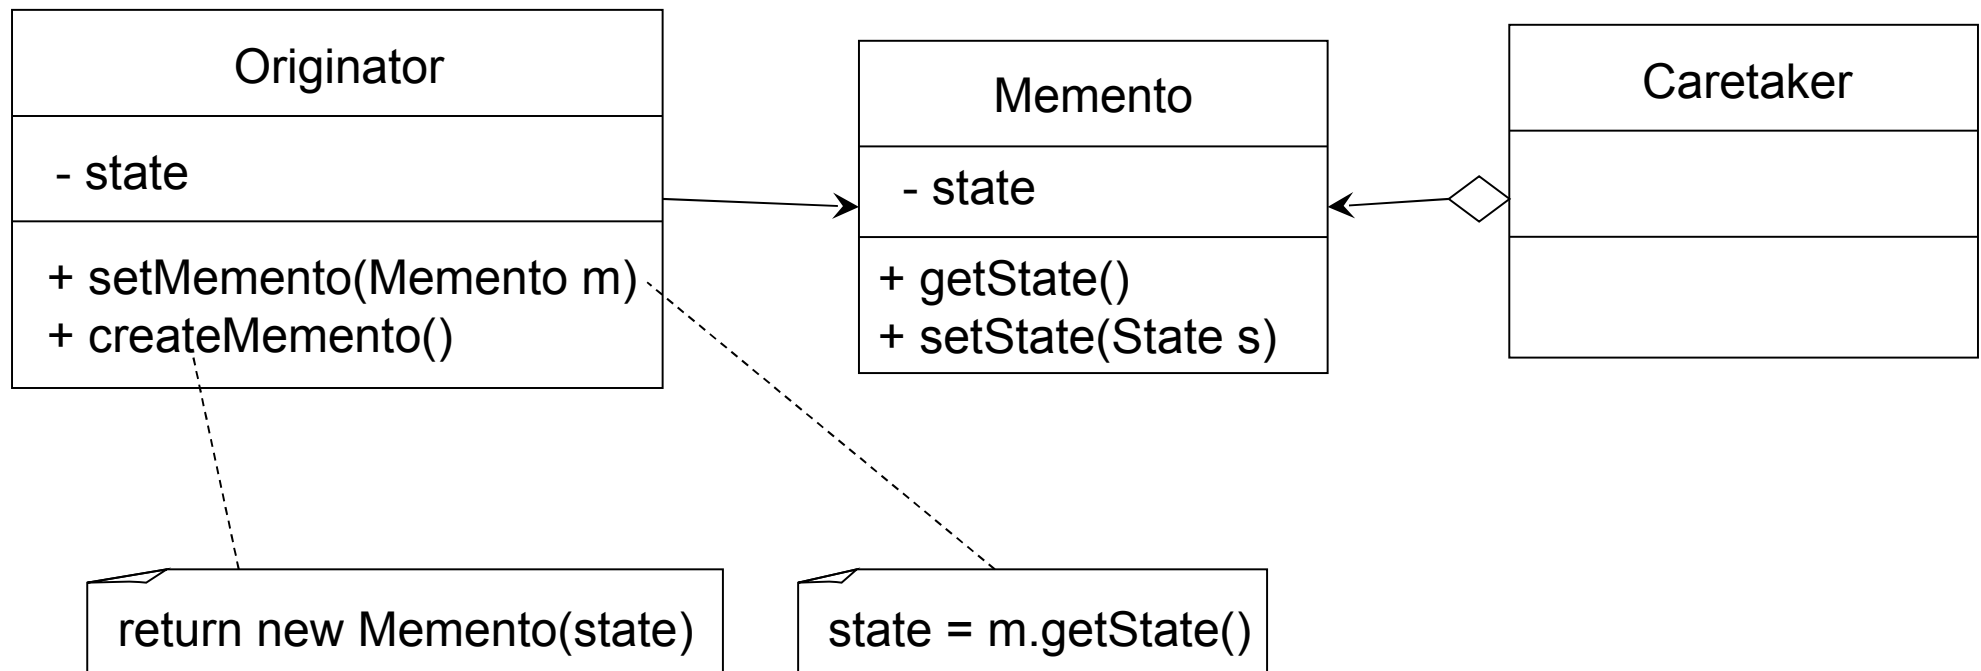 Originator
- state
+ setMemento(Memento m)
+ createMemento()
Memento
- state
+ getState()
+ setState(State s)
Caretaker
return new Memento(state)
state = m.getState()